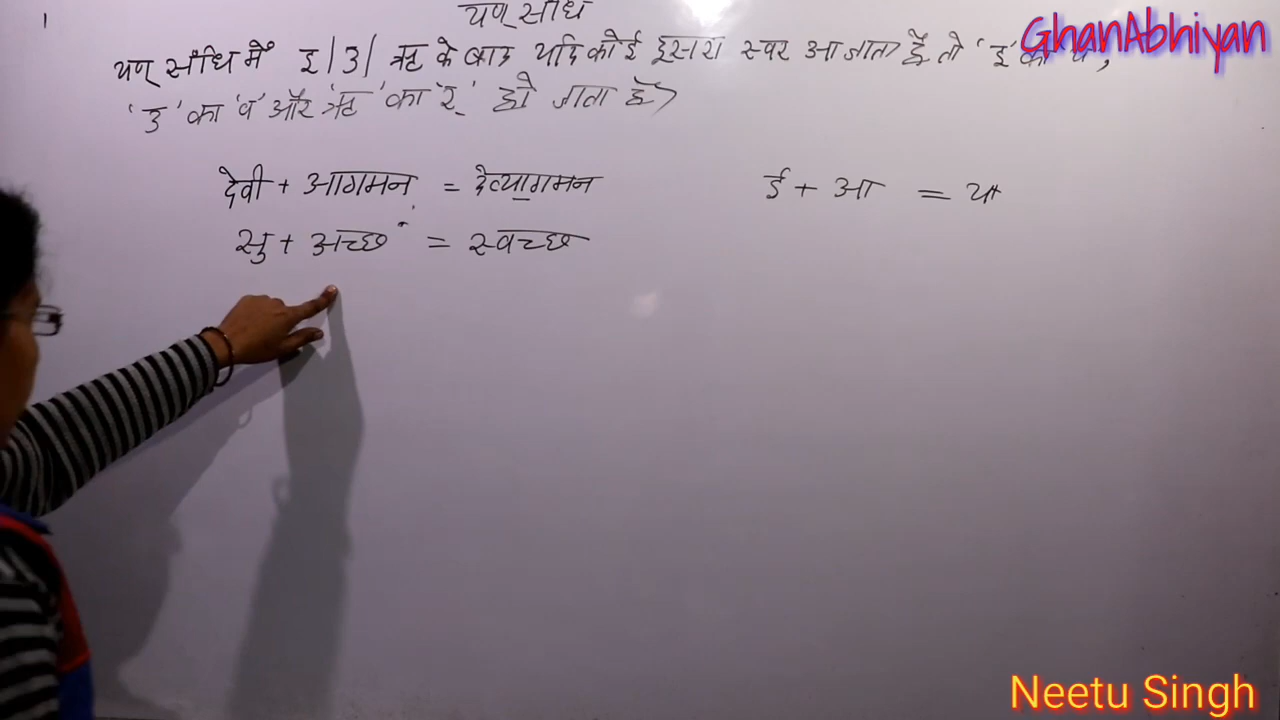 यण् संधि
GhanAbhiyan
यण् संधि में इ/उ/ ऋ के बाद यदि कोई दूसरा स्वर आ जाता है तो 'इ' का य,
'उ' का 'व' और 'ऋ' का 'र्' हो जाता है>
देवी + आगमन = देव्यागमन ई + आ = या
सु + अच्छ = स्वच्छ
Neetu Singh